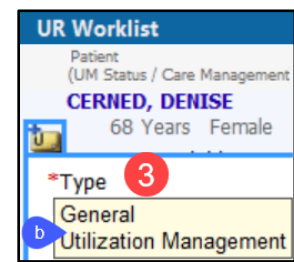 UR Worklist
Patient
(UM Status / Care Management
CERNED, DENISE
68 Years Female
*Type 3
General
b Utilization Management